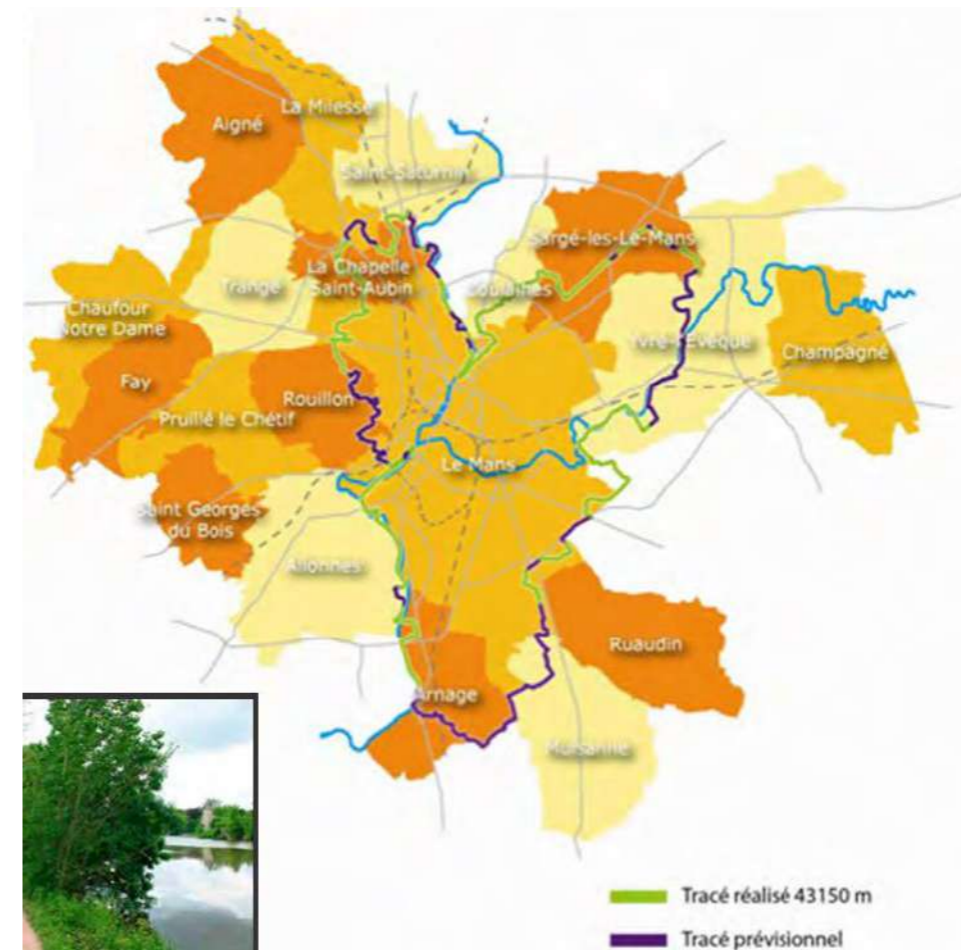 La Milesse
Aigné
Saint-Saturnin
Sargé-les-Le-Mans
La Chapelle
Saint-Aubin
Trangé
Coulaines
Chaufour
Notre Dame
Yvré-l'Evèque
Champagné
Fay
Rouillon
Pruillé le Chétif
Le Mans
Saint Georges
du Bois
Allonnes
Ruaudin
Arnage
Mulsanne
Tracé réalisé 43150 m
Tracé prévisionnel